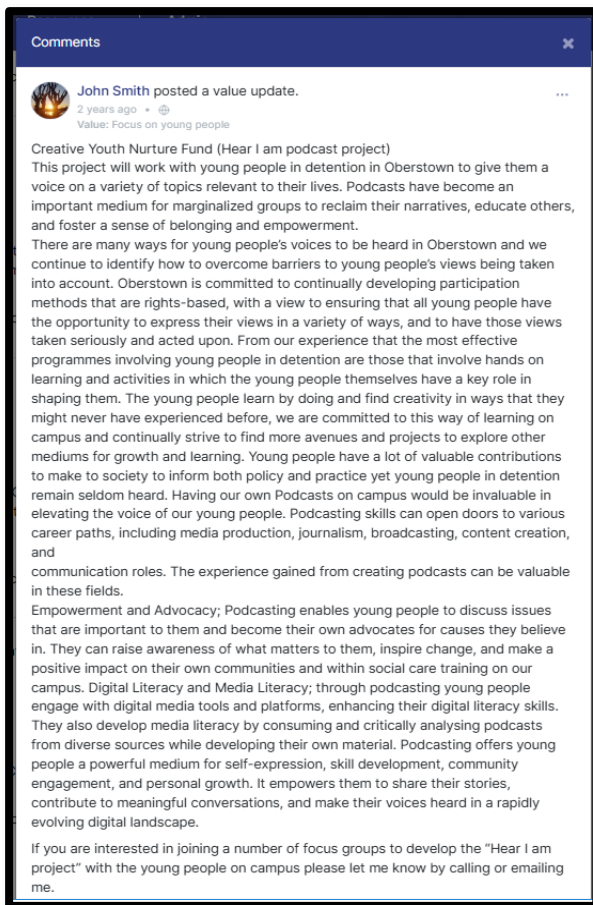 Comments
×
John Smith posted a value update.
...
2 years ago •
Value: Focus on young people
Creative Youth Nurture Fund (Hear I am podcast project)
This project will work with young people in detention in Oberstown to give them a
voice on a variety of topics relevant to their lives. Podcasts have become an
important medium for marginalized groups to reclaim their narratives, educate others,
and foster a sense of belonging and empowerment.
There are many ways for young people's voices to be heard in Oberstown and we
continue to identify how to overcome barriers to young people's views being taken
into account. Oberstown is committed to continually developing participation
methods that are rights-based, with a view to ensuring that all young people have
the opportunity to express their views in a variety of ways, and to have those views
taken seriously and acted upon. From our experience that the most effective
programmes involving young people in detention are those that involve hands on
learning and activities in which the young people themselves have a key role in
shaping them. The young people learn by doing and find creativity in ways that they
might never have experienced before, we are committed to this way of learning on
campus and continually strive to find more avenues and projects to explore other
mediums for growth and learning. Young people have a lot of valuable contributions
to make to society to inform both policy and practice yet young people in detention
remain seldom heard. Having our own Podcasts on campus would be invaluable in
elevating the voice of our young people. Podcasting skills can open doors to various
career paths, including media production, journalism, broadcasting, content creation,
and
communication roles. The experience gained from creating podcasts can be valuable
in these fields.
Empowerment and Advocacy; Podcasting enables young people to discuss issues
that are important to them and become their own advocates for causes they believe
in. They can raise awareness of what matters to them, inspire change, and make a
positive impact on their own communities and within social care training on our
campus. Digital Literacy and Media Literacy; through podcasting young people
engage with digital media tools and platforms, enhancing their digital literacy skills.
They also develop media literacy by consuming and critically analysing podcasts
from diverse sources while developing their own material. Podcasting offers young
people a powerful medium for self-expression, skill development, community
engagement, and personal growth. It empowers them to share their stories,
contribute to meaningful conversations, and make their voices heard in a rapidly
evolving digital landscape.
If you are interested in joining a number of focus groups to develop the "Hear I am
project" with the young people on campus please let me know by calling or emailing
me.